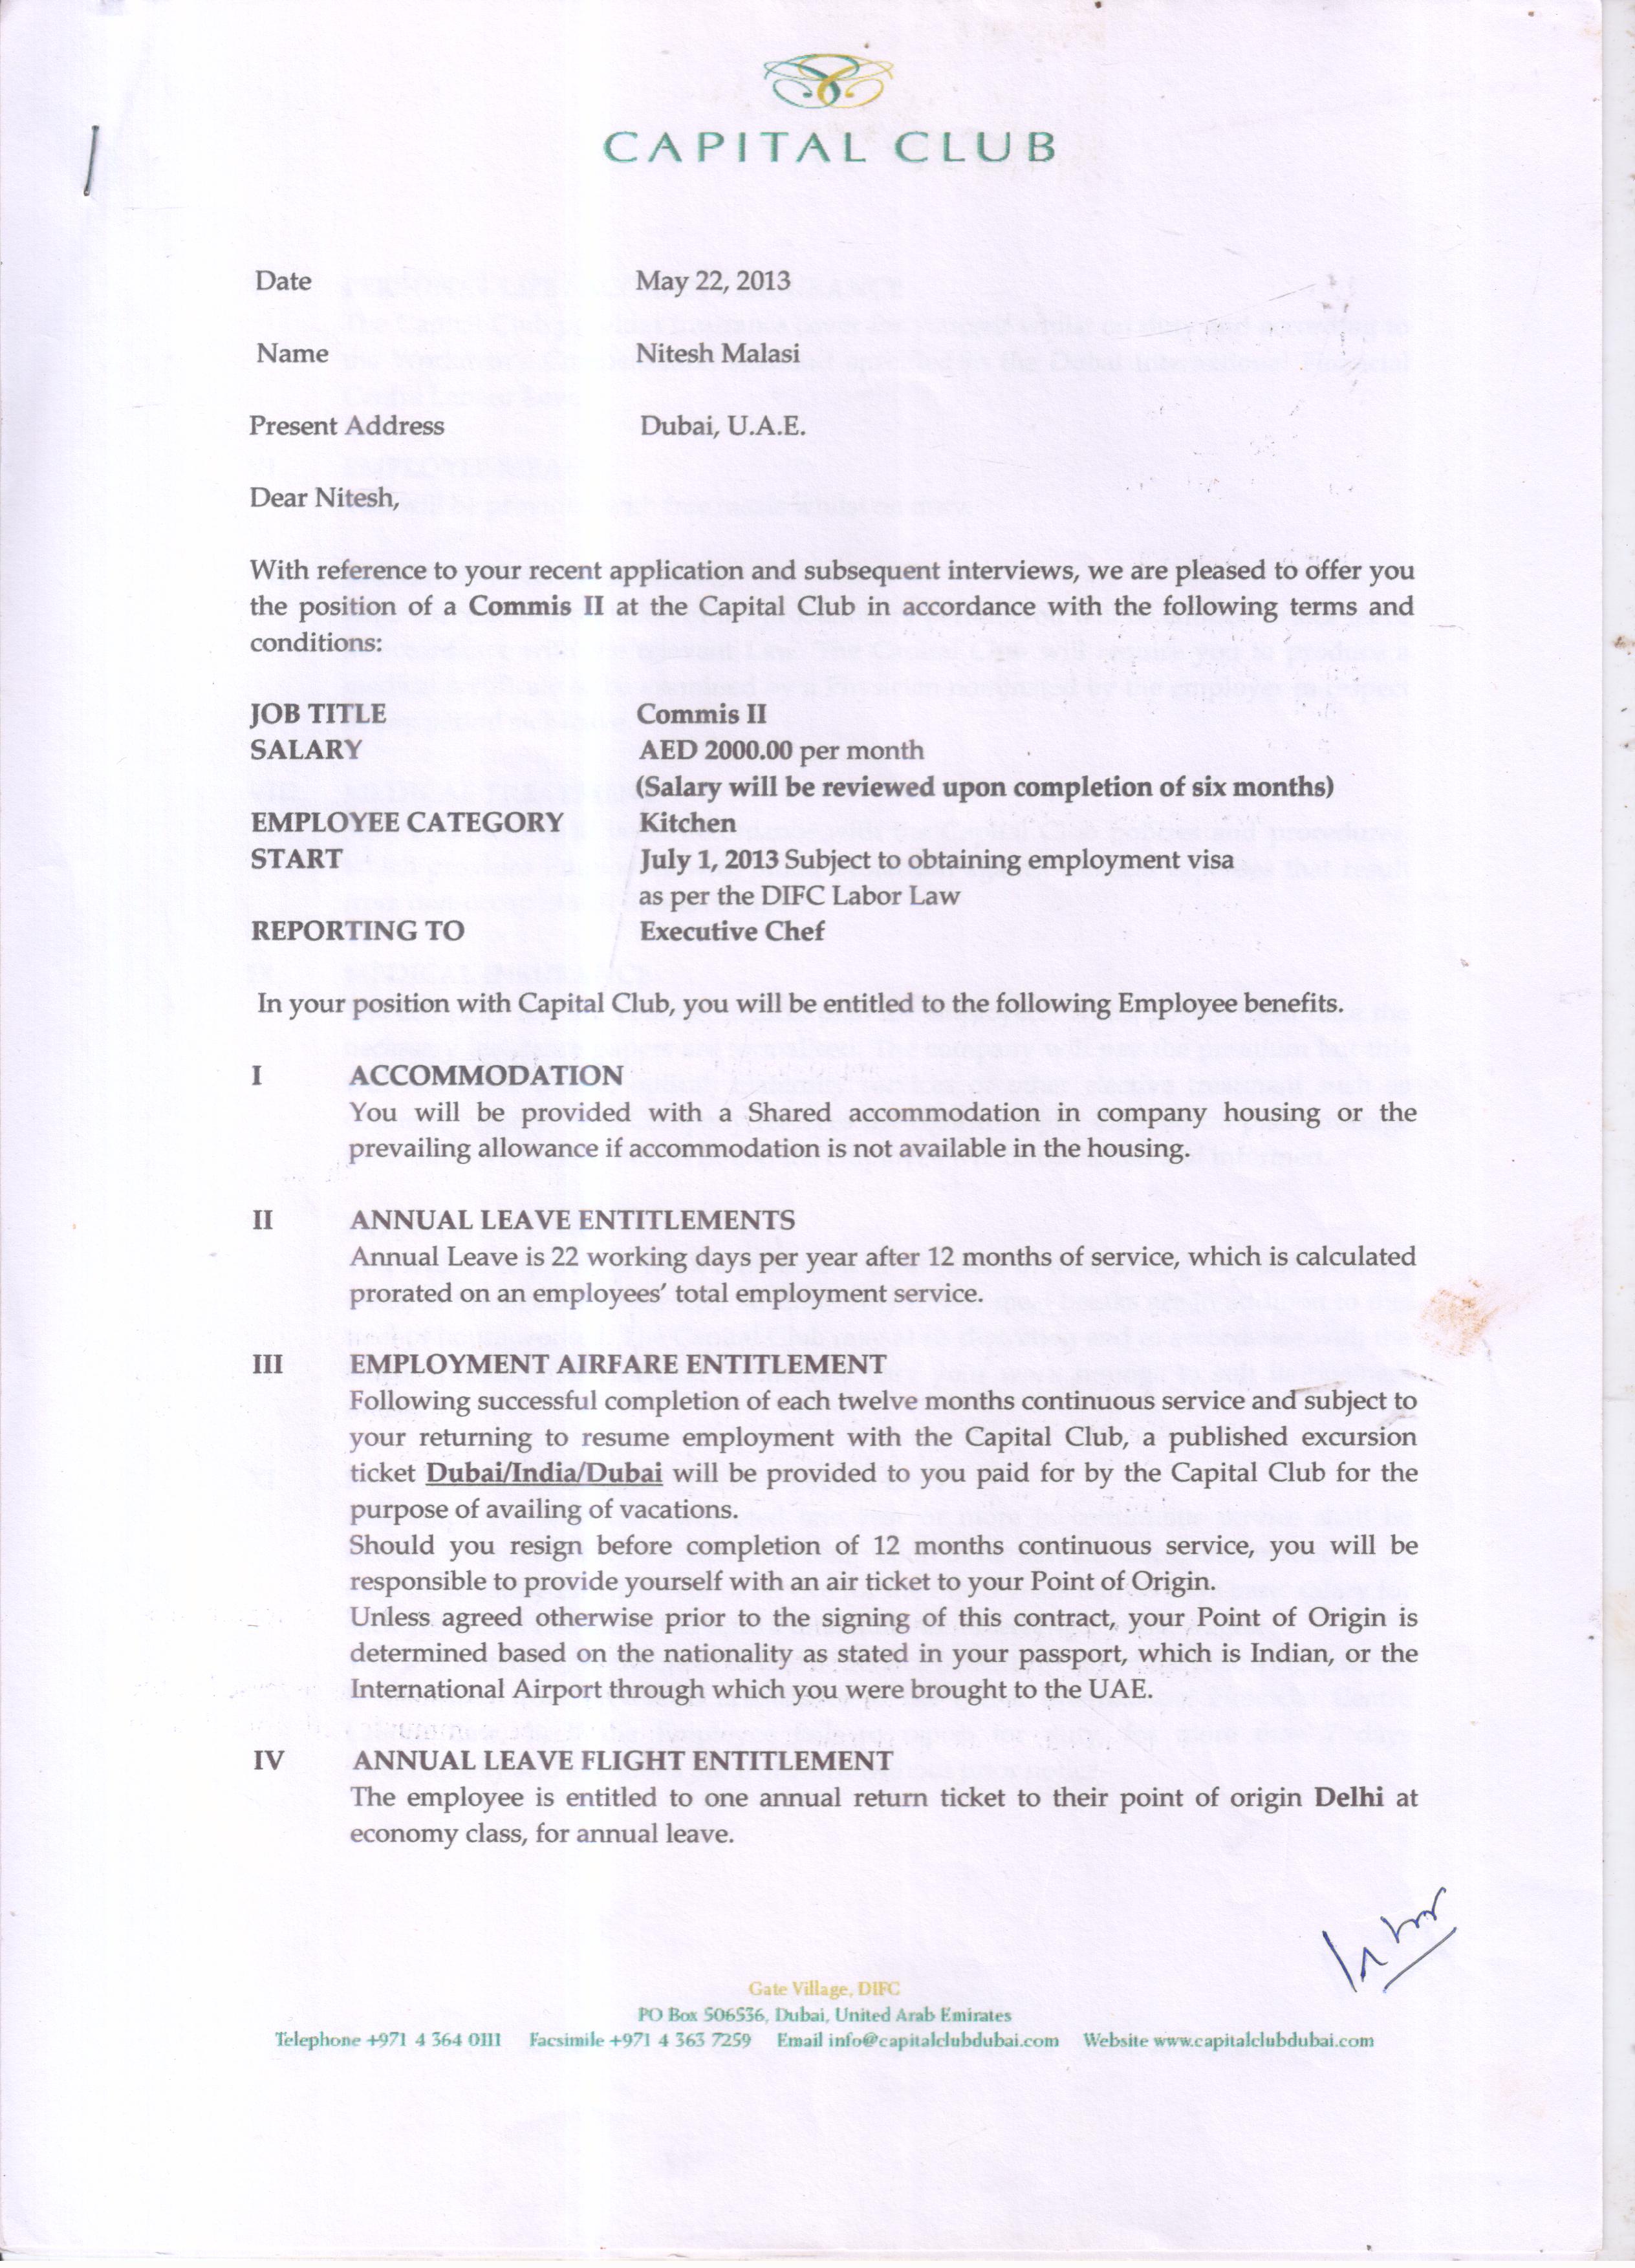 CAPITAL CLUB
Date May 22, 2013
Name Nitesh Malasi
Present Address Dubai, U.A.E.
Dear Nitesh,
With reference to your recent application and subsequent interviews, we are pleased to offer you
the position of a Commis II at the Capital Club in accordance with the following terms and
conditions:
JOB TITLE Commis II
SALARY AED 2000.00 per month
(Salary will be reviewed upon completion of six months)
EMPLOYEE CATEGORY Kitchen
START July 1, 2013 Subject to obtaining employment visa
as per the DIFC Labor Law
REPORTING TO Executive Chef
In your position with Capital Club, you will be entitled to the following Employee benefits.
I ACCOMMODATION
You will be provided with a Shared accommodation in company housing or the
prevailing allowance if accommodation is not available in the housing.
II ANNUAL LEAVE ENTITLEMENTS
Annual Leave is 22 working days per year after 12 months of service, which is calculated
prorated on an employees' total employment service.
III EMPLOYMENT AIRFARE ENTITLEMENT
Following successful completion of each twelve months continuous service and subject to
your returning to resume employment with the Capital Club, a published excursion
ticket Dubai/India/Dubai will be provided to you paid for by the Capital Club for the
purpose of availing of vacations.
Should you resign before completion of 12 months continuous service, you will be
responsible to provide yourself with an air ticket to your Point of Origin.
Unless agreed otherwise prior to the signing of this contract, your Point of Origin is
determined based on the nationality as stated in your passport, which is Indian, or the
International Airport through which you were brought to the UAE.
IV ANNUAL LEAVE FLIGHT ENTITLEMENT
The employee is entitled to one annual return ticket to their point of origin Delhi at
economy class, for annual leave.
Gate Village, DIFC
PO Box 506536, Dubai, United Arab Emirates
Telephone +971 4 364 0111 Facsimile +971 4 363 7259 Email info@capitalclubdubai.com Website www.capitalclubdubai.com